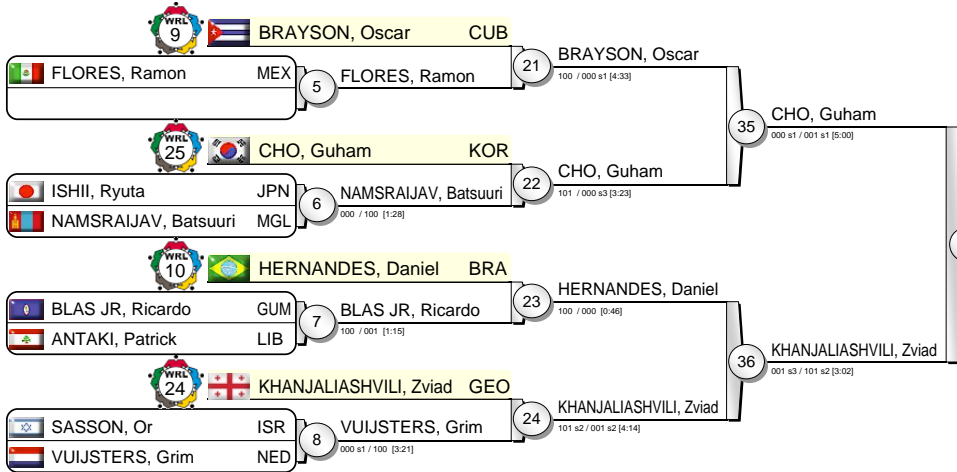 WRL
9
BRAYSON, Oscar CUB
FLORES, Ramon MEX
5
FLORES, Ramon
21
BRAYSON, Oscar
100 / 000 s1 [4:33]
WRL
25
CHO, Guham KOR
ISHII, Ryuta JPN
NAMSRAIJAV, Batsuuri MGL
6
NAMSRAIJAV, Batsuuri
000 / 100 [1:28]
22
CHO, Guham
101 / 000 s3 [3:23]
35
CHO, Guham
000 s1 / 001 s1 [5:00]
WRL
10
HERNANDES, Daniel BRA
BLAS JR, Ricardo GUM
ANTAKI, Patrick LIB
7
BLAS JR, Ricardo
100 / 001 [1:15]
23
HERNANDES, Daniel
100 / 000 [0:46]
WRL
24
KHANJALIASHVILI, Zviad GEO
SASSON, Or ISR
VUIJSTERS, Grim NED
8
VUIJSTERS, Grim
000 s1 / 100 [3:21]
24
KHANJALIASHVILI, Zviad
101 s2 / 001 s2 [4:14]
36
KHANJALIASHVILI, Zviad
001 s3 / 101 s2 [3:02]